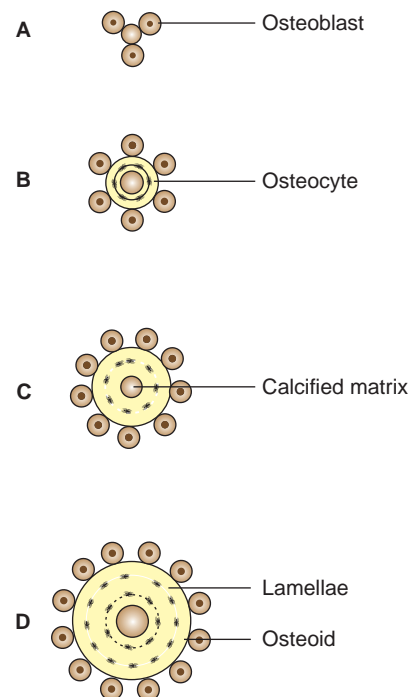 A
Osteoblast
B
Osteocyte
C
Calcified matrix
Lamellae
D
Osteoid